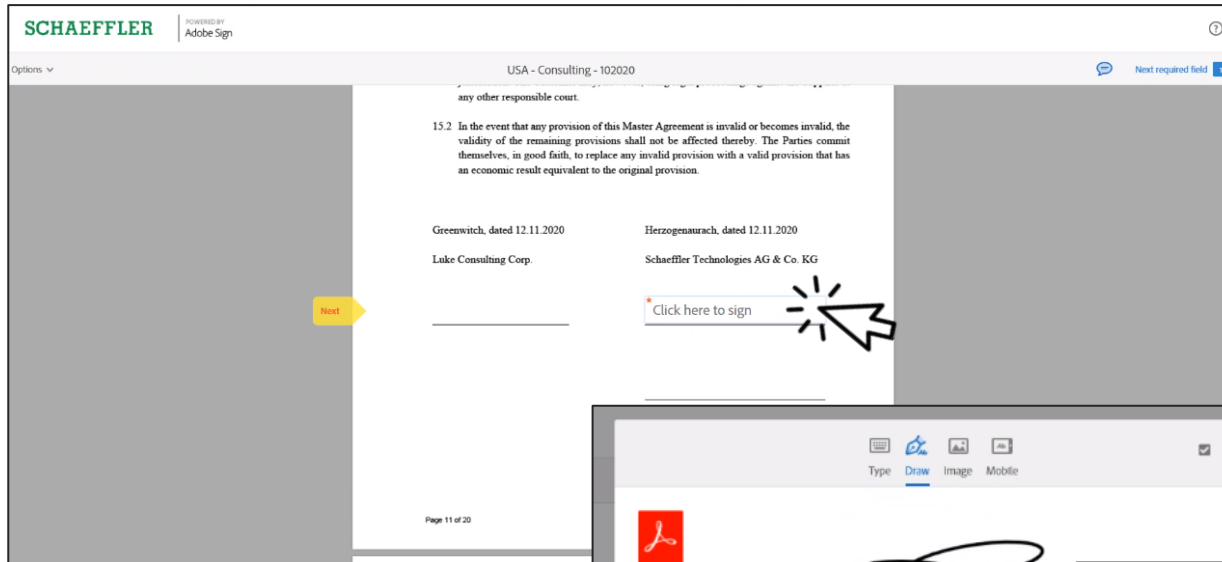 SCHAEFFLER
POWERED BY
Adobe Sign
Options
USA - Consulting - 102020
Next required field
any other responsible court.
15.2 In the event that any provision of this Master Agreement is invalid or becomes invalid, the
validity of the remaining provisions shall not be affected thereby. The Parties commit
themselves, in good faith, to replace any invalid provision with a valid provision that has
an economic result equivalent to the original provision.
Greenwitch, dated 12.11.2020
Herzogenaurach, dated 12.11.2020
Luke Consulting Corp.
Schaeffler Technologies AG & Co. KG
Next
* Click here to sign
Type Draw Image Mobile
Page 11 of 20